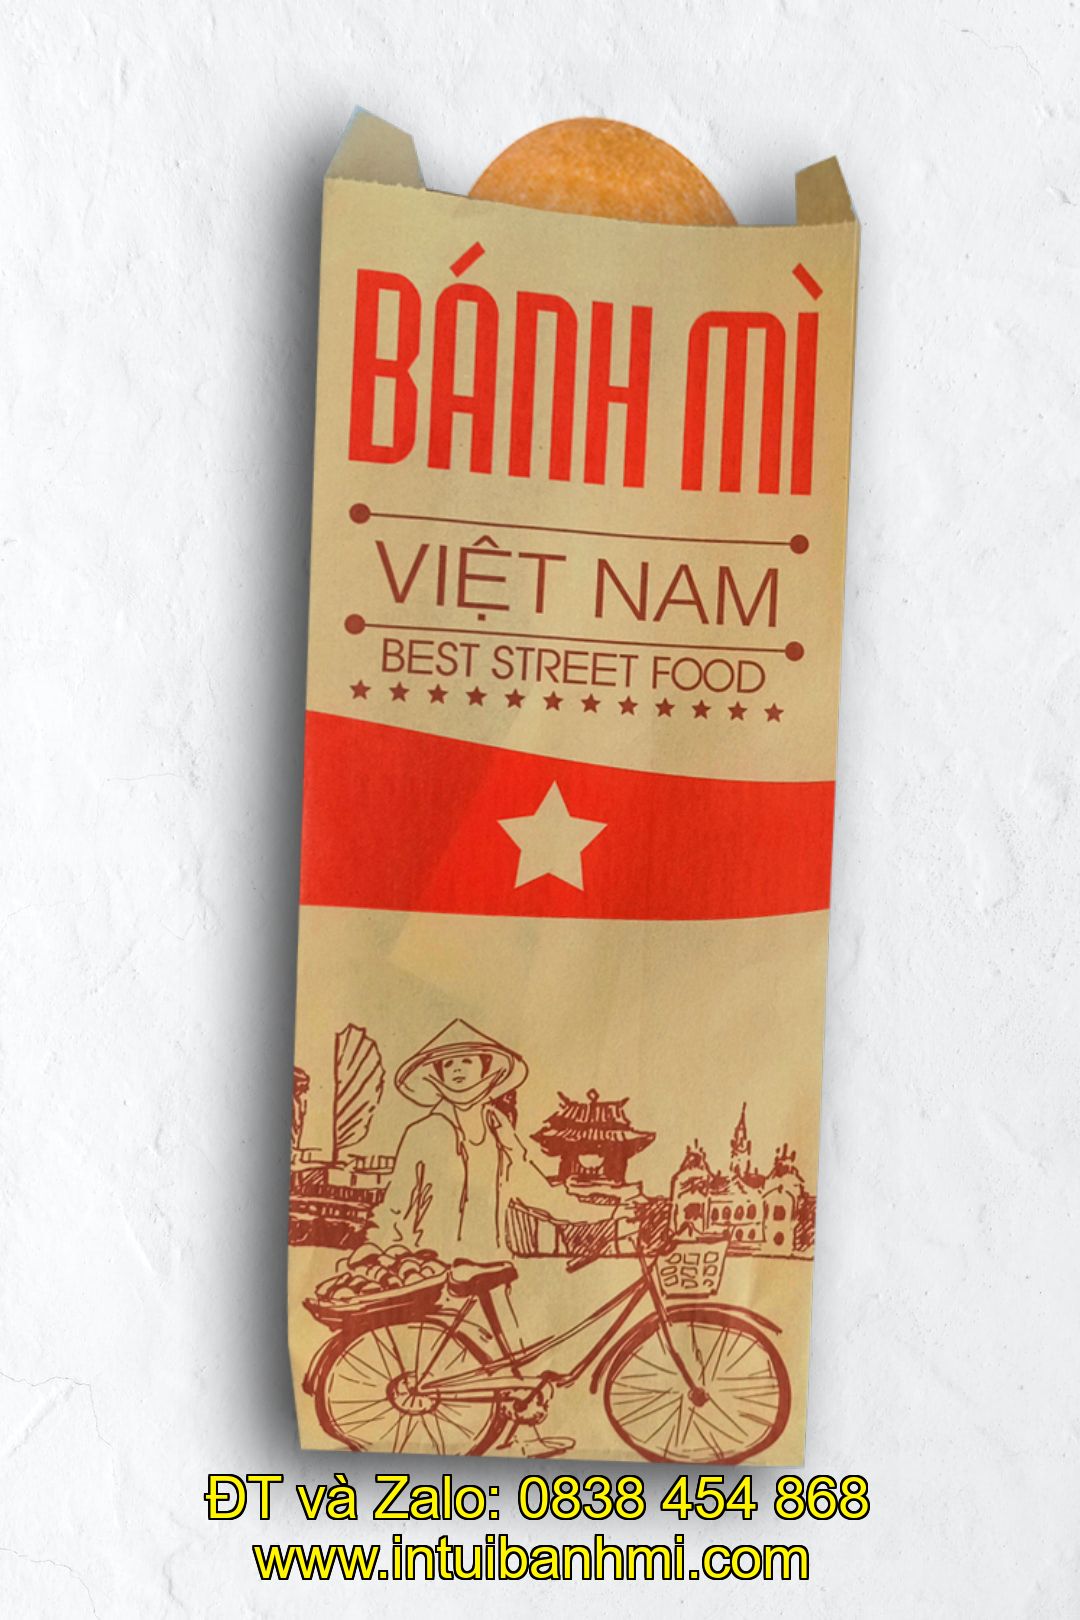 BÁNH MÌ
VIỆT NAM
BEST STREET FOOD
ĐT và Zalo: 0838 454 868
www.intuibanhmi.com